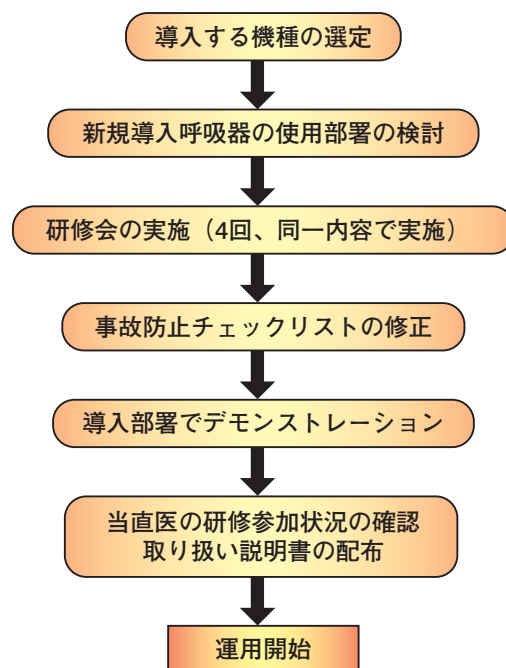 導入する機種の選定
新規導入呼吸器の使用部署の検討
研修会の実施（4回、同一内容で実施）
事故防止チェックリストの修正
導入部署でデモンストレーション
当直医の研修参加状況の確認
取り扱い説明書の配布
運用開始